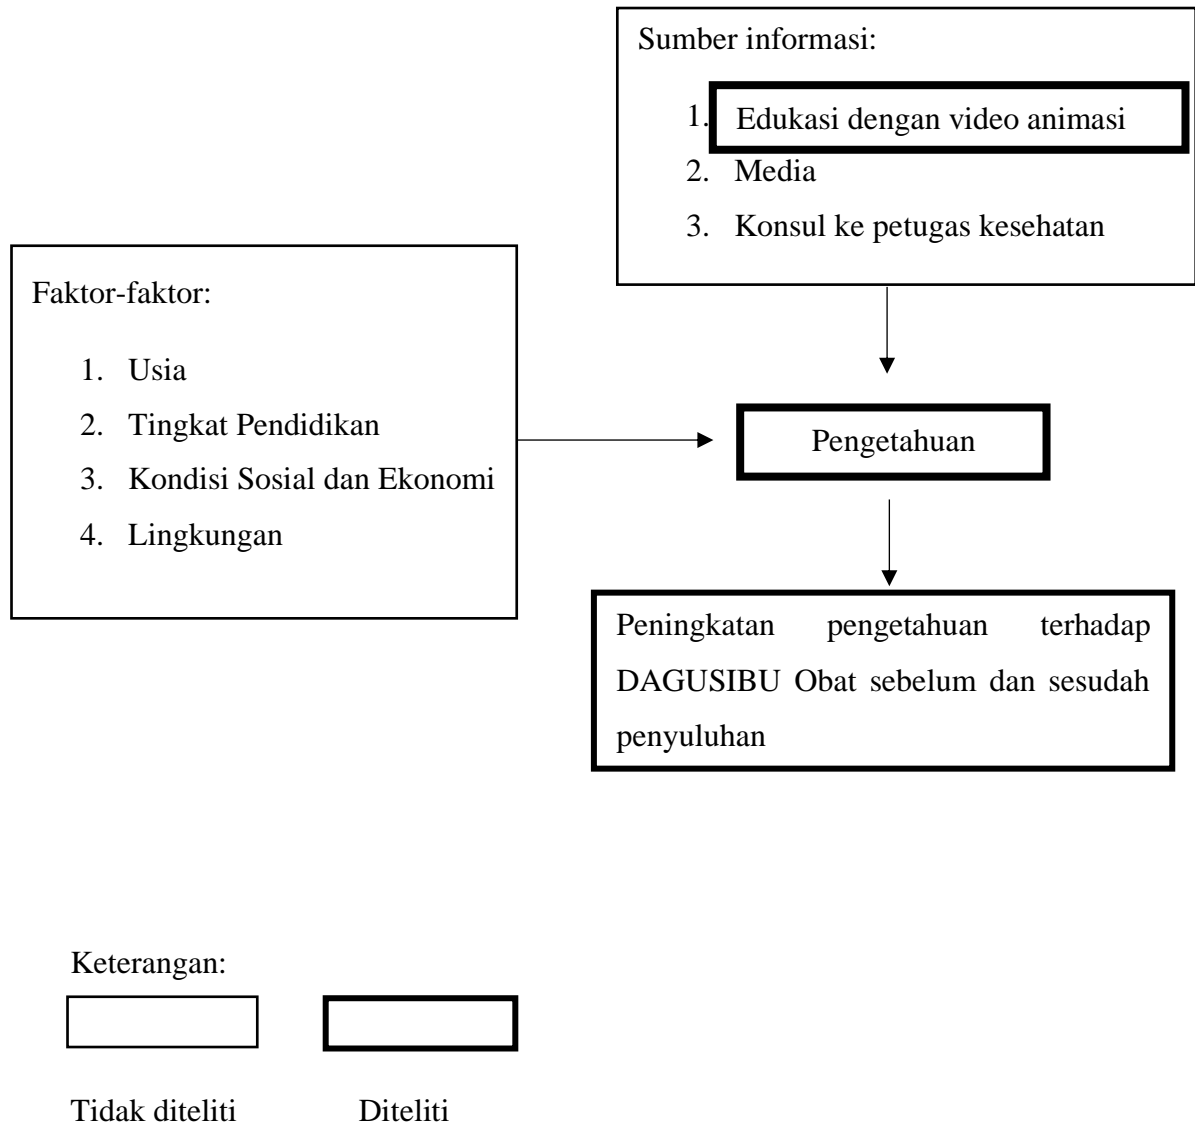 Sumber informasi:
1. Edukasi dengan video animasi
2. Media
3. Konsul ke petugas kesehatan
Faktor-faktor:
1. Usia
2. Tingkat Pendidikan
3. Kondisi Sosial dan Ekonomi
4. Lingkungan
Pengetahuan
Peningkatan pengetahuan terhadap
DAGUSIBU Obat sebelum dan sesudah
penyuluhan
Keterangan:
Tidak diteliti
Diteliti